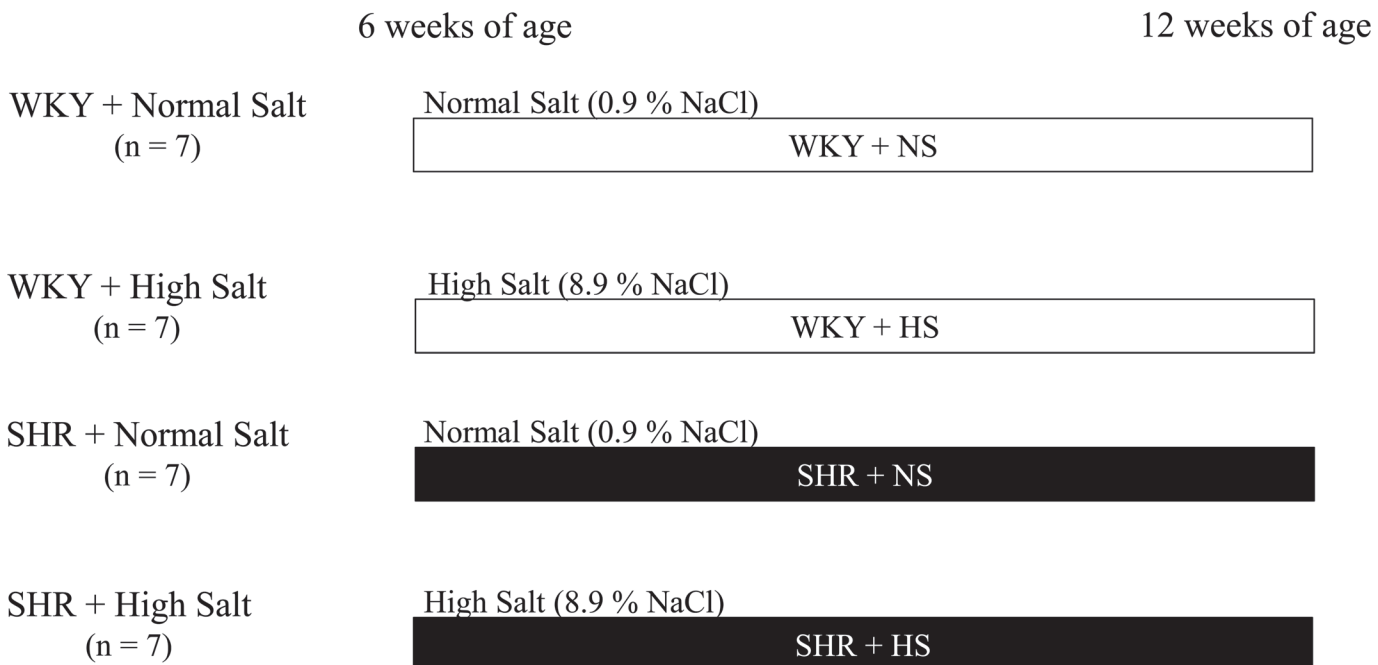 6 weeks of age 12 weeks of age
WKY + Normal Salt
(n = 7)
Normal Salt (0.9 % NaCl)
WKY + NS
WKY + High Salt
(n = 7)
High Salt (8.9 % NaCl)
WKY + HS
SHR + Normal Salt
(n = 7)
Normal Salt (0.9 % NaCl)
SHR + NS
SHR + High Salt
(n = 7)
High Salt (8.9 % NaCl)
SHR + HS